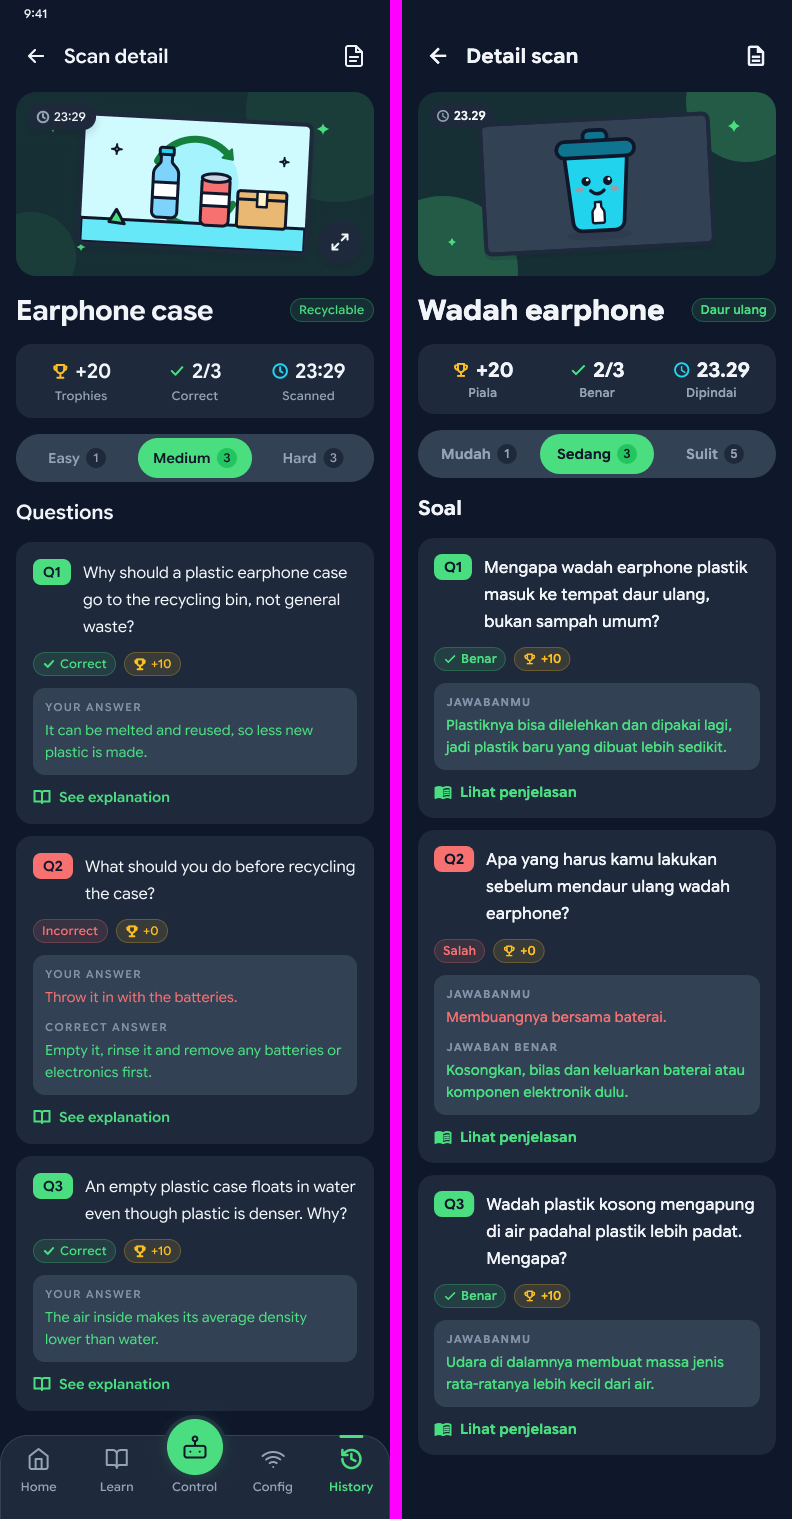 9:41
Scan detail
23:29
Earphone case
Recyclable
+20
2/3
23:29
Trophies
Correct
Scanned
Easy 1
Medium 3
Hard 3
Questions
Q1
Why should a plastic earphone case
go to the recycling bin, not general
waste?
Correct
+10
YOUR ANSWER
It can be melted and reused, so less new
plastic is made.
See explanation
Q2
What should you do before recycling
the case?
Incorrect
+0
YOUR ANSWER
Throw it in with the batteries.
CORRECT ANSWER
Empty it, rinse it and remove any batteries or
electronics first.
See explanation
Q3
An empty plastic case floats in water
even though plastic is denser. Why?
Correct
+10
YOUR ANSWER
The air inside makes its average density
lower than water.
See explanation
Home
Learn
Control
Config
History
Detail scan
23.29
Wadah earphone
Daur ulang
+20
2/3
23.29
Piala
Benar
Dipindai
Mudah 1
Sedang 3
Sulit 5
Soal
Q1
Mengapa wadah earphone plastik
masuk ke tempat daur ulang,
bukan sampah umum?
Benar
+10
JAWABANMU
Plastiknya bisa dilelehkan dan dipakai lagi,
jadi plastik baru yang dibuat lebih sedikit.
Lihat penjelasan
Q2
Apa yang harus kamu lakukan
sebelum mendaur ulang wadah
earphone?
Salah
+0
JAWABANMU
Membuangnya bersama baterai.
JAWABAN BENAR
Kosongkan, bilas dan keluarkan baterai atau
komponen elektronik dulu.
Lihat penjelasan
Q3
Wadah plastik kosong mengapung
di air padahal plastik lebih padat.
Mengapa?
Benar
+10
JAWABANMU
Udara di dalamnya membuat massa jenis
rata-ratanya lebih kecil dari air.
Lihat penjelasan